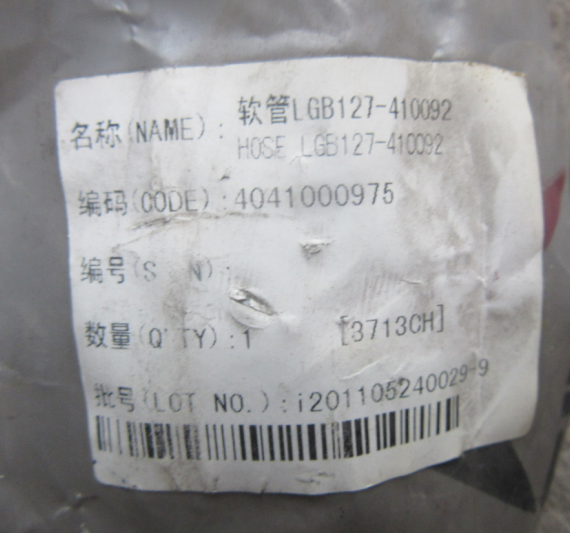 名称(NAME): 软管LGB127-410092
HOSE LGB127-410092
编码(CODE):4041000975
编号(S N):
数量(Q'TY):1 [3713CH]
批号(LOT NO.):i201105240029-9